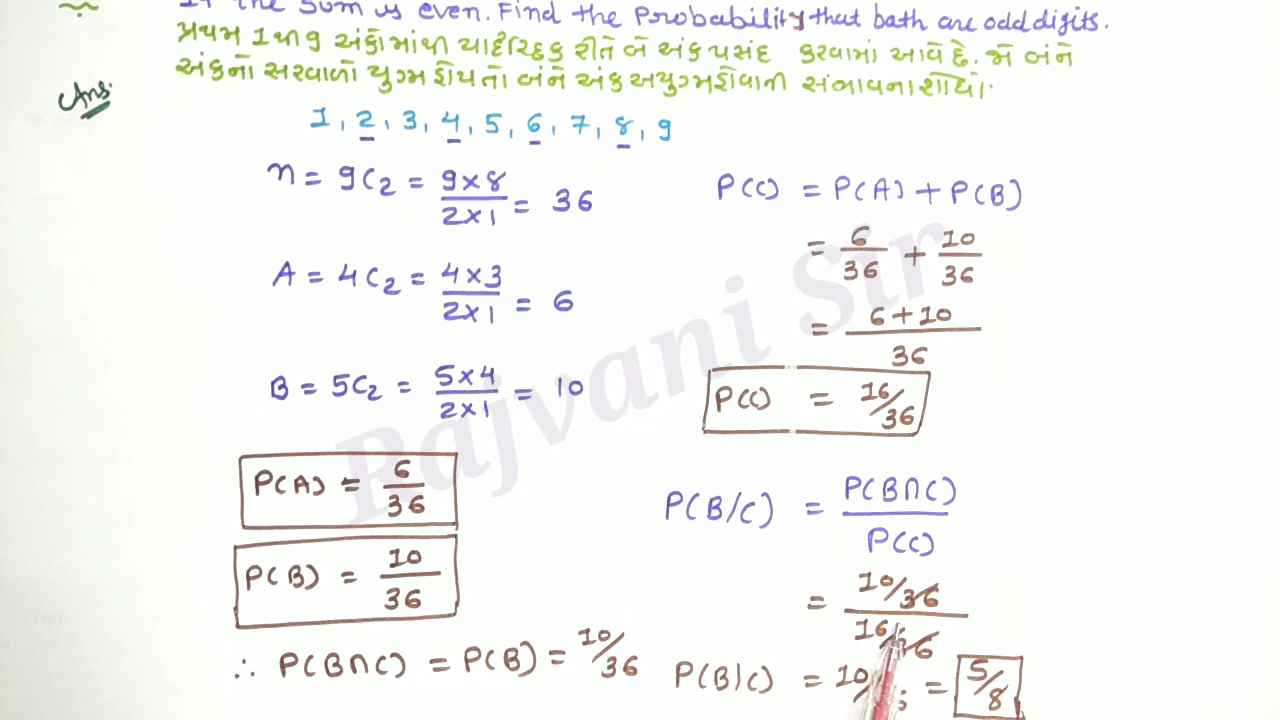 the sum is even. Find the Probability that bath are odd digits.
પ્રથમ 1 થી 9 અંકોમાંથી યાદૈચ્છિક રીતે બે અંક પસંદ કરવામાં આવે છે. જો બંને
અંકનો સરવાળો યુગ્મ હોય તો બંને અંક અયુગ્મ હોવાની સંભાવના શોધો.
Ans:
1, 2, 3, 4, 5, 6, 7, 8, 9
n = 9C2 = 9×8/2×1 = 36
A = 4C2 = 4×3/2×1 = 6
B = 5C2 = 5×4/2×1 = 10
P(A) = 6/36
P(B) = 10/36
∴ P(B∩C) = P(B) = 10/36
P(C) = P(A) + P(B)
= 6/36 + 10/36
= 6+10/36
P(C) = 16/36
P(B/C) = P(B∩C)/P(C)
= 10/36 / 16/36
P(B|C) = 10/ = 5/8
Rajvani Sir